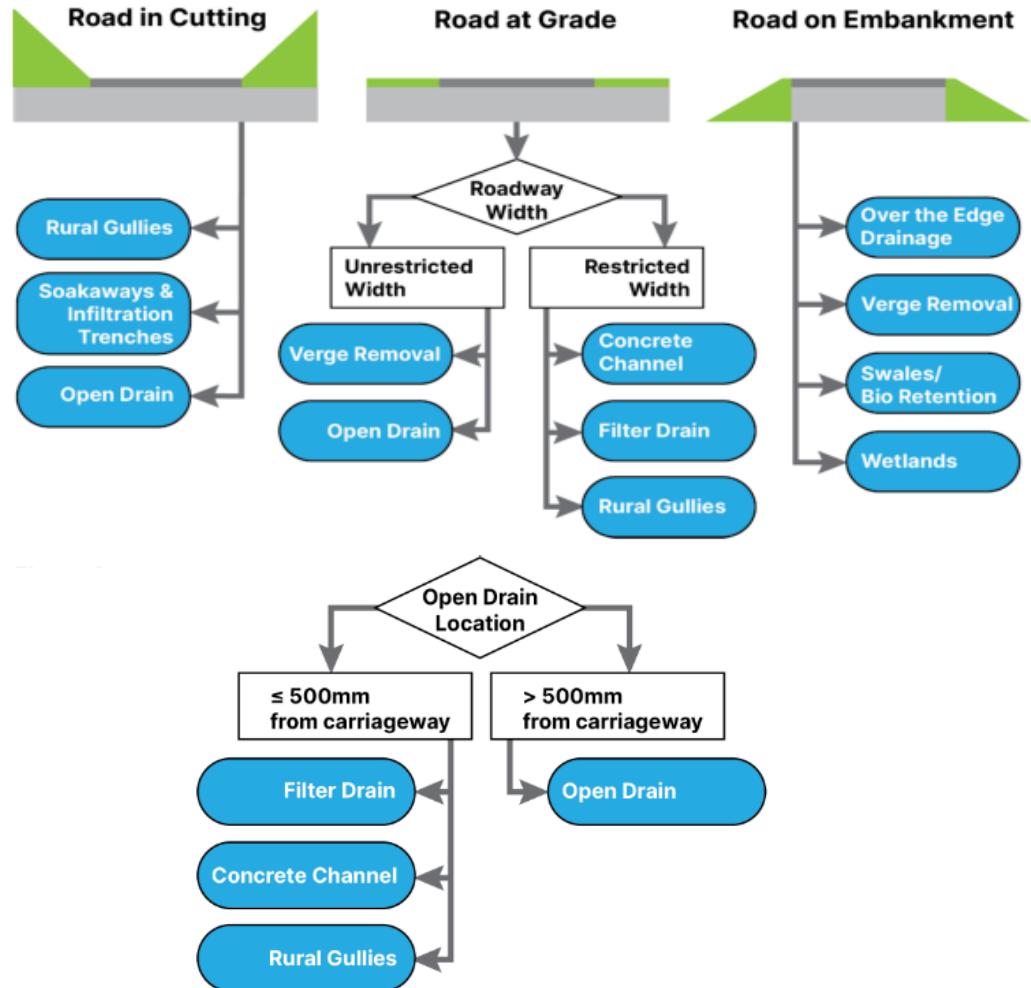 Road in Cutting
Road at Grade
Road on Embankment
Rural Gullies
Soakaways &
Infiltration
Trenches
Open Drain
Roadway
Width
Unrestricted
Width
Restricted
Width
Verge Removal
Open Drain
Concrete
Channel
Filter Drain
Rural Gullies
Over the Edge
Drainage
Verge Removal
Swales/
Bio Retention
Wetlands
Open Drain
Location
≤ 500mm
from carriageway
> 500mm
from carriageway
Filter Drain
Concrete Channel
Rural Gullies
Open Drain